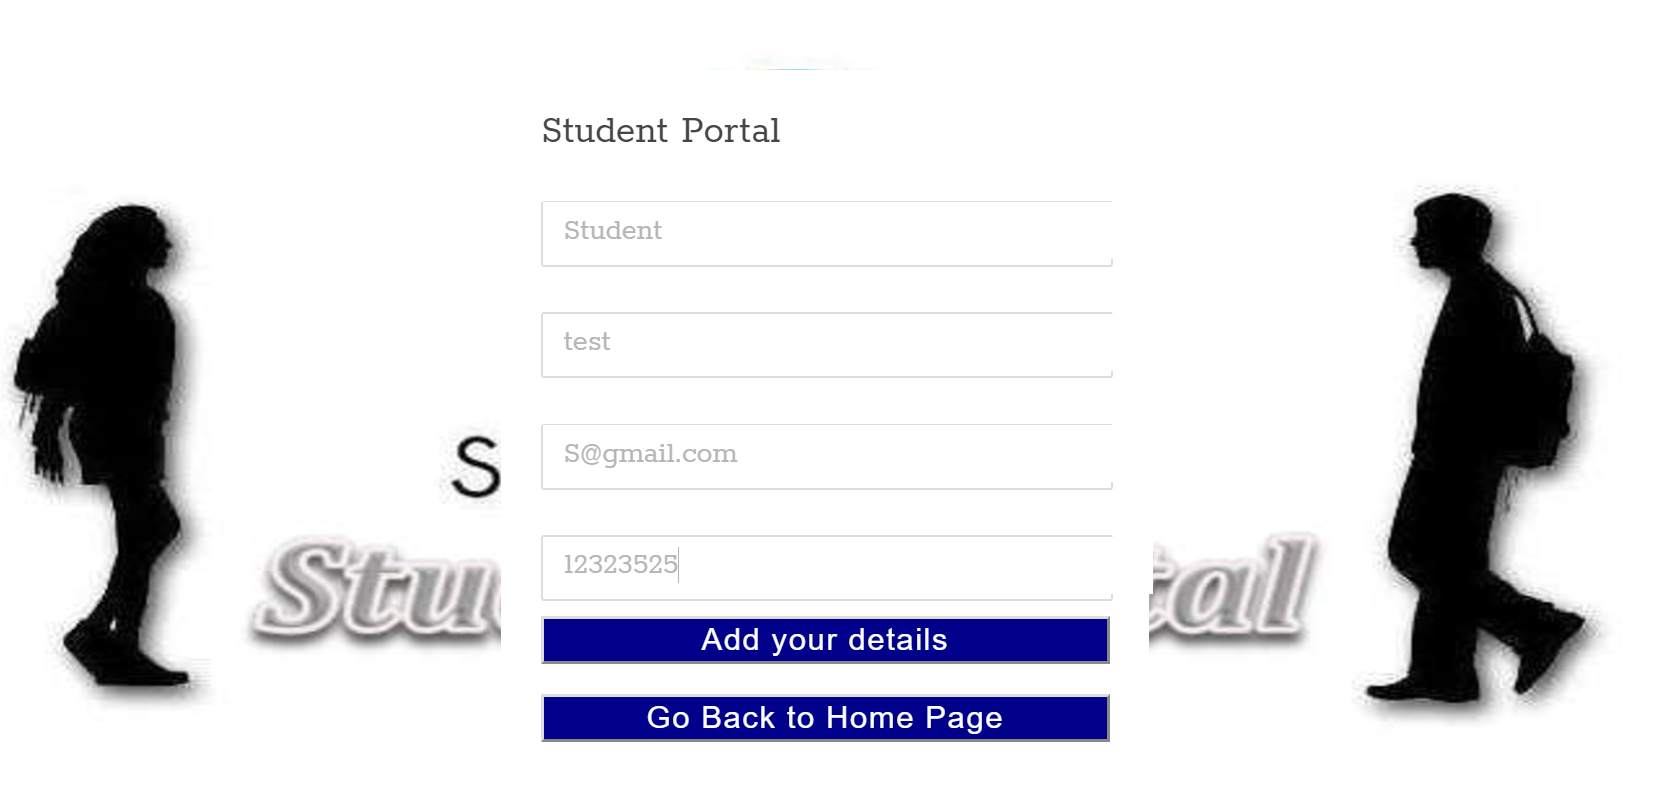 Student Portal
Student
test
S@gmail.com
S
12323525
Stu tal
Add your details
Go Back to Home Page